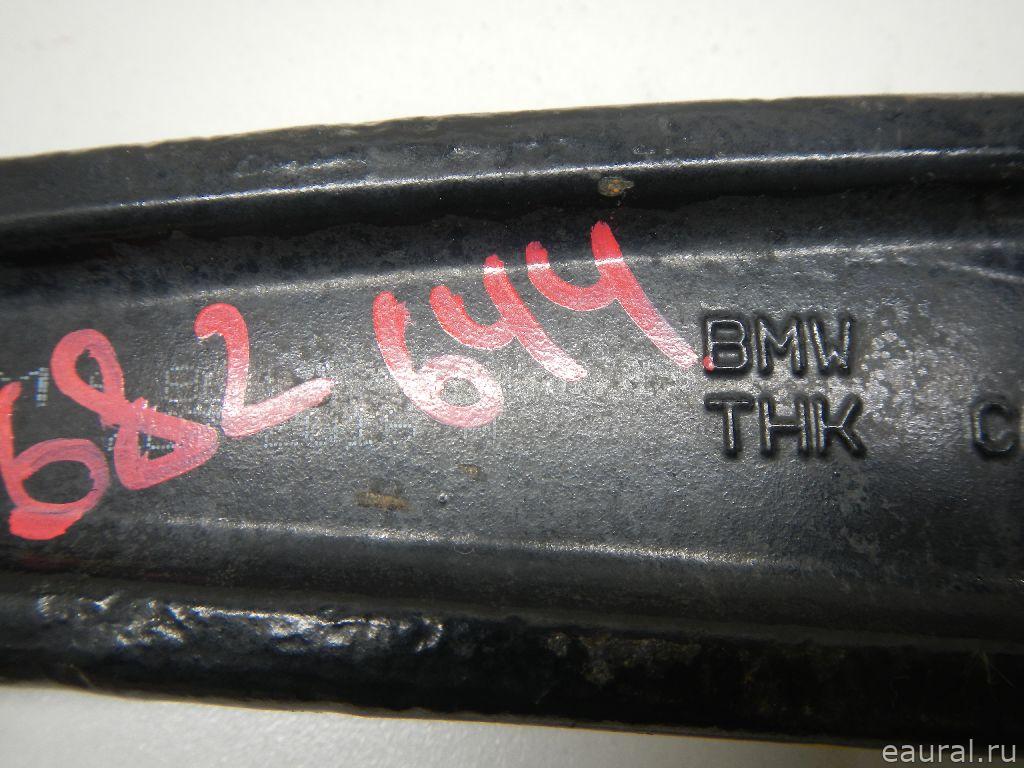 682 644
BMW
THK C
eaural.ru